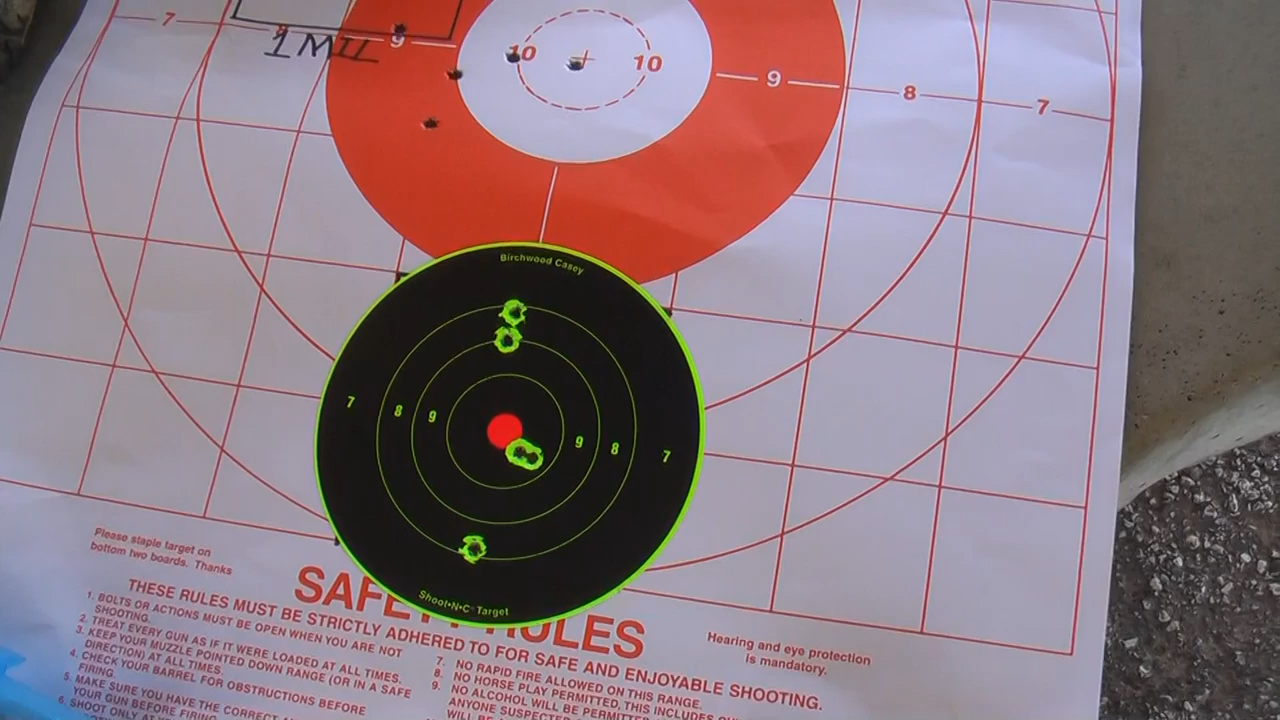 7 9 10 10 9 8 7
1 MIL
Birchwood Casey
7 8 9 9 8 7
Shoot•N•C® Target
Please staple target on
bottom two boards. Thanks
SAFETY RULES
THESE RULES MUST BE STRICTLY ADHERED TO FOR SAFE AND ENJOYABLE SHOOTING.
Hearing and eye protection
is mandatory.
1. BOLTS OR ACTIONS MUST BE OPEN WHEN YOU ARE NOT
SHOOTING.
2. TREAT EVERY GUN AS IF IT WERE LOADED AT ALL TIMES.
3. KEEP YOUR MUZZLE POINTED DOWN RANGE (OR IN A SAFE
DIRECTION) AT ALL TIMES
4. CHECK YOUR BARREL FOR OBSTRUCTIONS BEFORE
FIRING.
5. MAKE SURE YOU HAVE THE CORRECT
YOUR GUN BEFORE FIRING
6. SHOOT ONLY AT
7. NO RAPID FIRE ALLOWED ON THIS RANGE.
8. NO HORSE PLAY PERMITTED, THIS INCLUDES
9. NO ALCOHOL WILL BE PERMITTED
ANYONE SUSPECTED
WILL BE